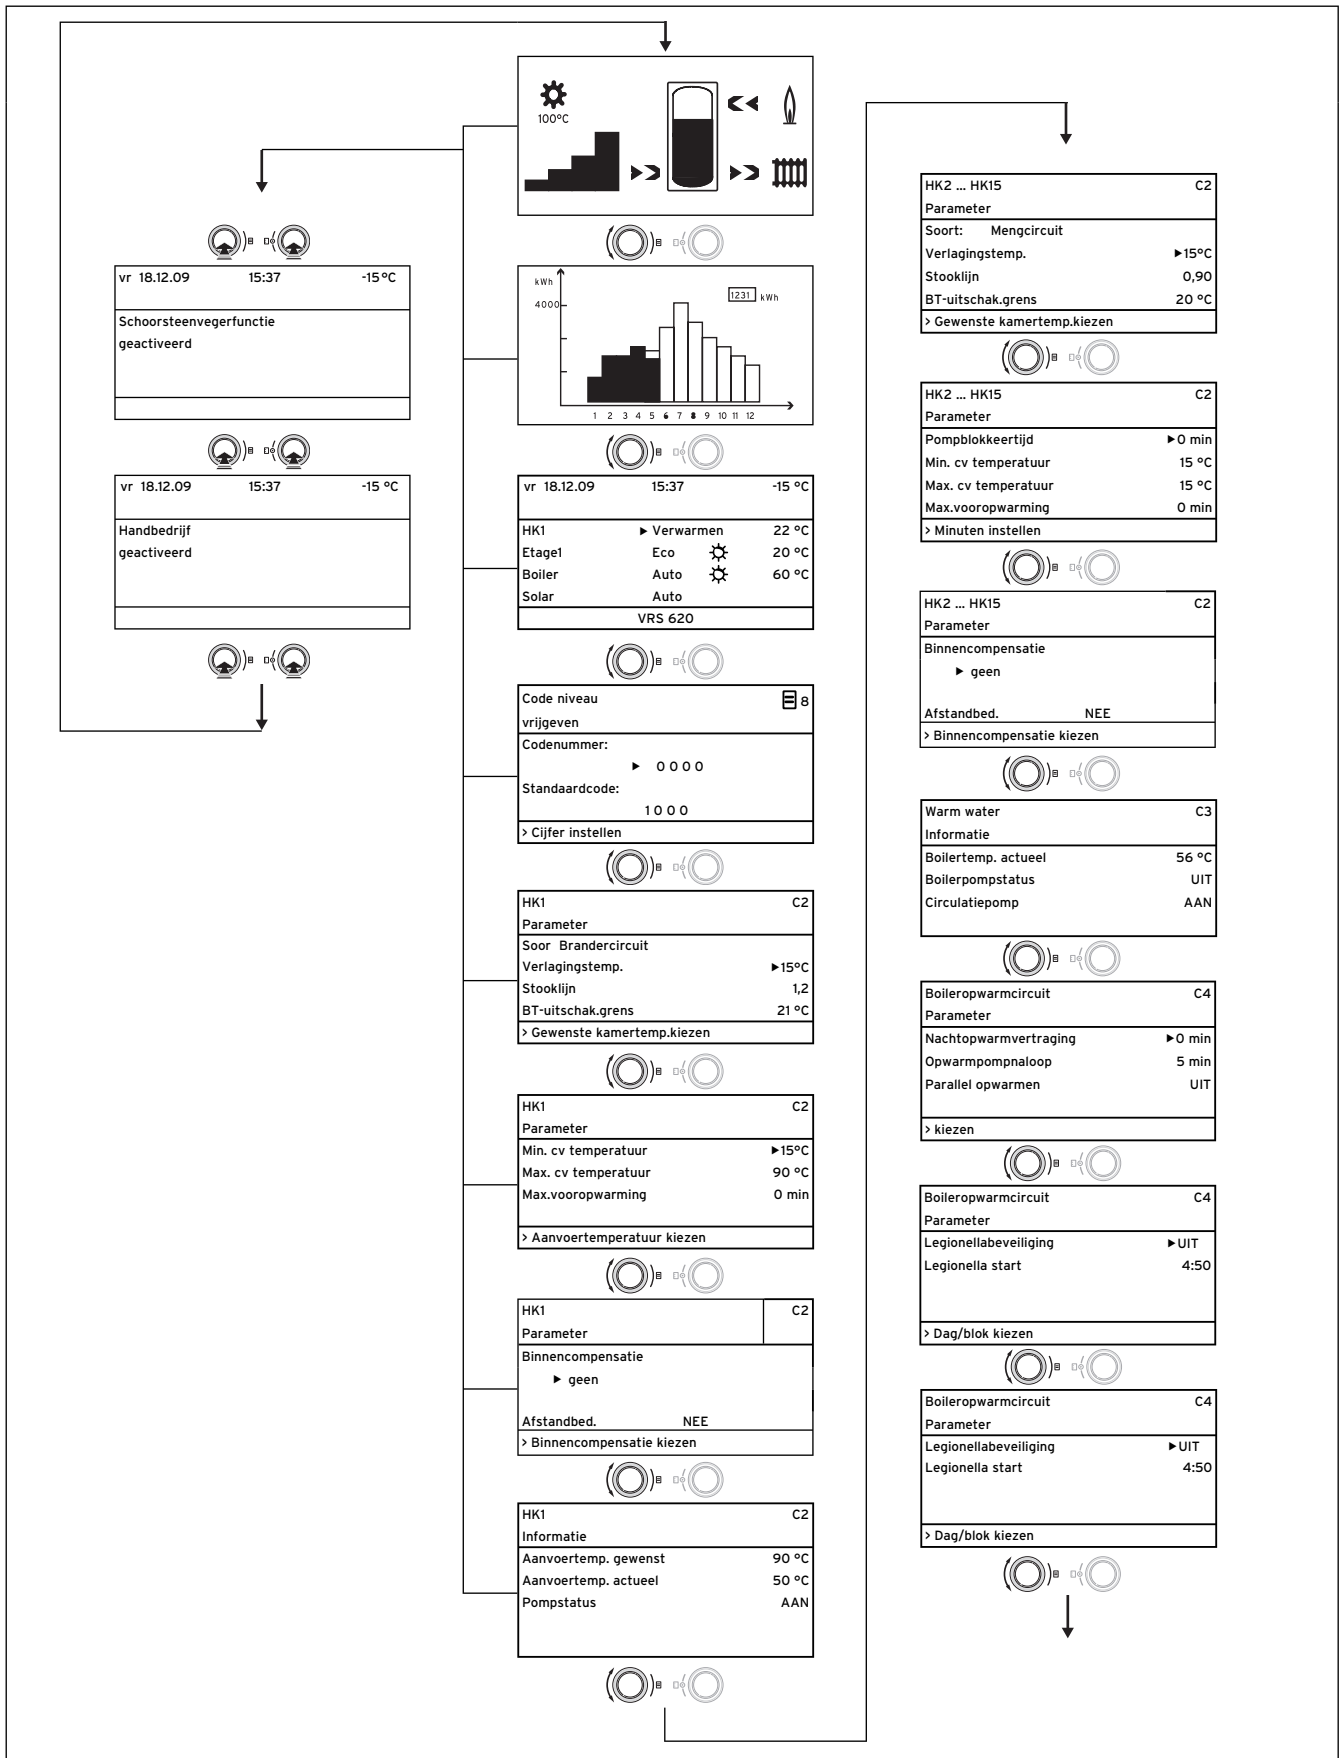 100°C
kWh
4000
1231 kWh
1 2 3 4 5 6 7 8 9 10 11 12
vr 18.12.09 15:37 -15 °C
Schoorsteenvegerfunctie
geactiveerd
vr 18.12.09 15:37 -15 °C
Handbedrijf
geactiveerd
vr 18.12.09 15:37 -15 °C
HK1 ▶ Verwarmen 22 °C
Etage1 Eco 20 °C
Boiler Auto 60 °C
Solar Auto
VRS 620
Code niveau 8
vrijgeven
Codenummer:
▶ 0 0 0 0
Standaardcode:
1 0 0 0
> Cijfer instellen
HK1 C2
Parameter
Soor Brandercircuit
Verlagingstemp. ▶15°C
Stooklijn 1,2
BT-uitschak.grens 21 °C
> Gewenste kamertemp.kiezen
HK1 C2
Parameter
Min. cv temperatuur ▶15°C
Max. cv temperatuur 90 °C
Max.vooropwarming 0 min
> Aanvoertemperatuur kiezen
HK1 C2
Parameter
Binnencompensatie
▶ geen
Afstandbed. NEE
> Binnencompensatie kiezen
HK1 C2
Informatie
Aanvoertemp. gewenst 90 °C
Aanvoertemp. actueel 50 °C
Pompstatus AAN
HK2 ... HK15 C2
Parameter
Soort: Mengcircuit
Verlagingstemp. ▶15°C
Stooklijn 0,90
BT-uitschak.grens 20 °C
> Gewenste kamertemp.kiezen
HK2 ... HK15 C2
Parameter
Pompblokkeertijd ▶0 min
Min. cv temperatuur 15 °C
Max. cv temperatuur 15 °C
Max.vooropwarming 0 min
> Minuten instellen
HK2 ... HK15 C2
Parameter
Binnencompensatie
▶ geen
Afstandbed. NEE
> Binnencompensatie kiezen
Warm water C3
Informatie
Boilertemp. actueel 56 °C
Boilerpompstatus UIT
Circulatiepomp AAN
Boileropwarmcircuit C4
Parameter
Nachtopwarmvertraging ▶0 min
Opwarmpompnaloop 5 min
Parallel opwarmen UIT
> kiezen
Boileropwarmcircuit C4
Parameter
Legionellabeveiliging ▶UIT
Legionella start 4:50
> Dag/blok kiezen
Boileropwarmcircuit C4
Parameter
Legionellabeveiliging ▶UIT
Legionella start 4:50
> Dag/blok kiezen